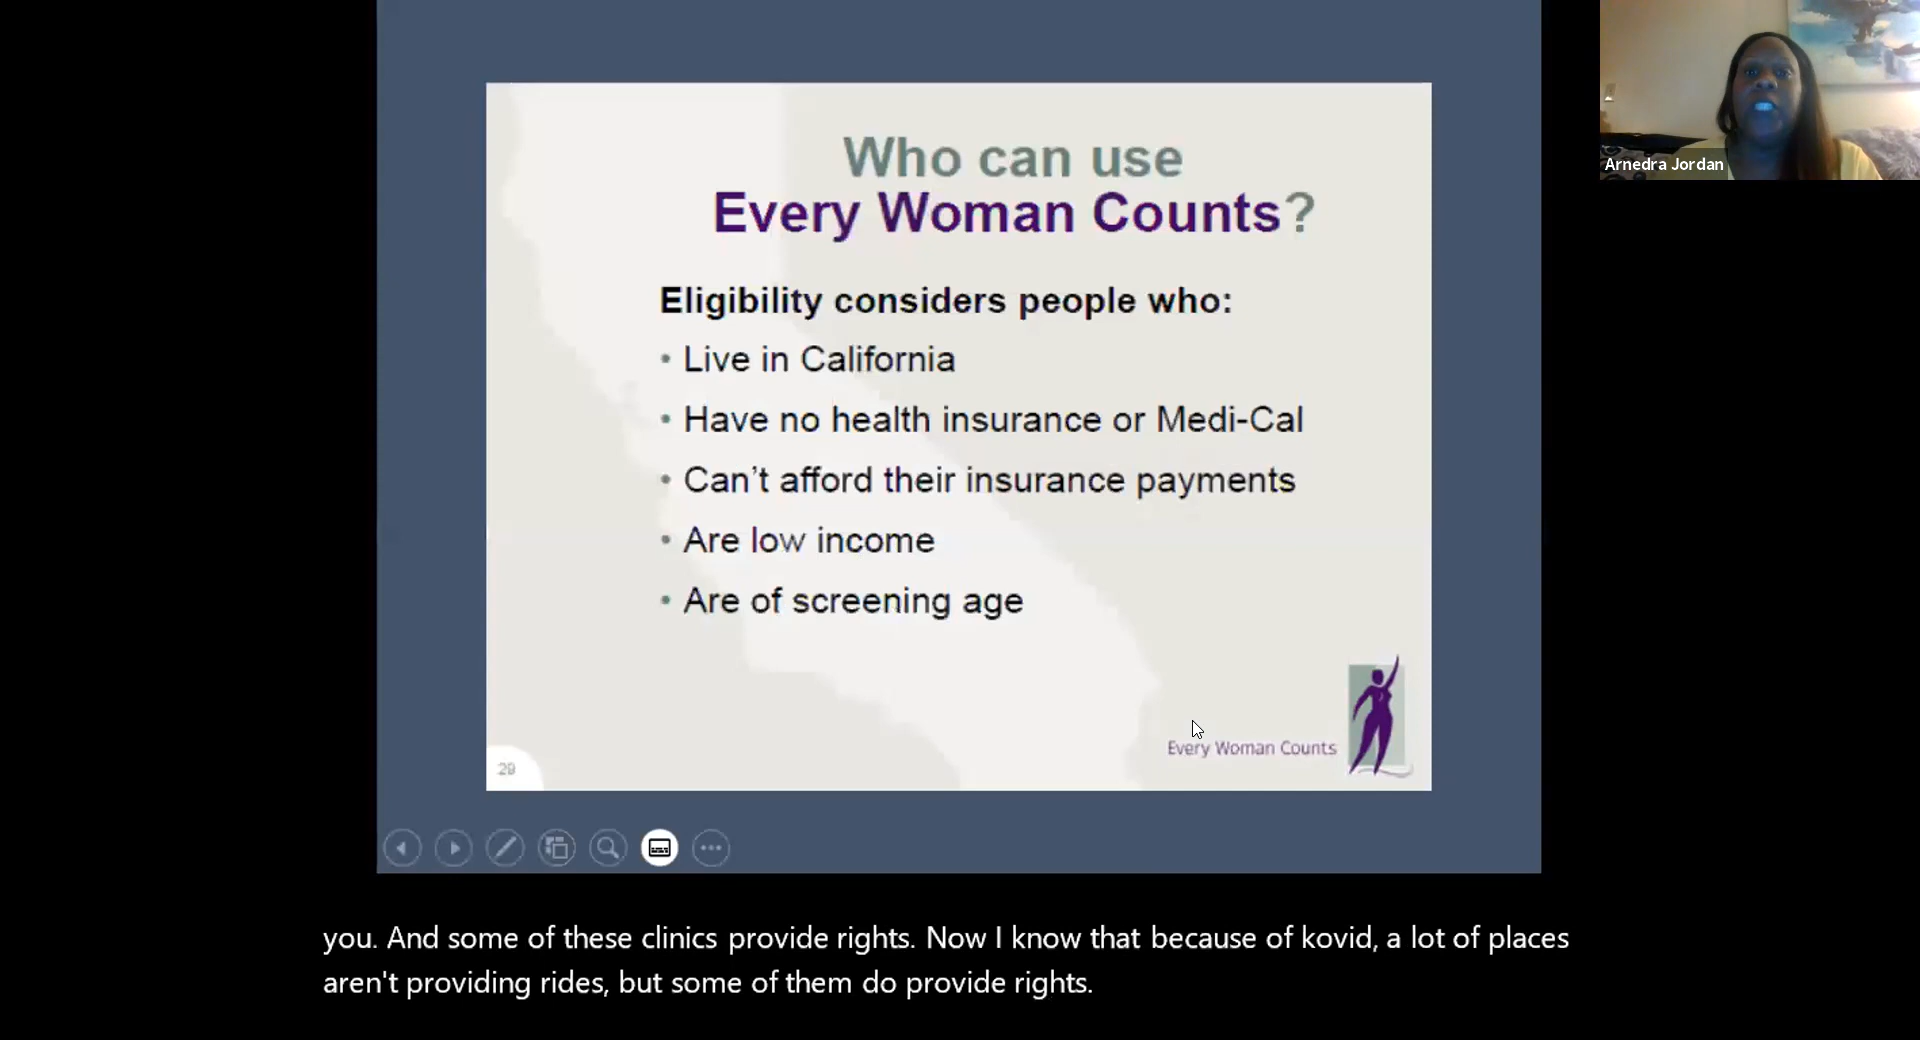 Who can use
Every Woman Counts?
Eligibility considers people who:
• Live in California
• Have no health insurance or Medi-Cal
• Can't afford their insurance payments
• Are low income
• Are of screening age
Every Woman Counts
29
Arnedra Jordan
you. And some of these clinics provide rights. Now I know that because of kovid, a lot of places
aren't providing rides, but some of them do provide rights.